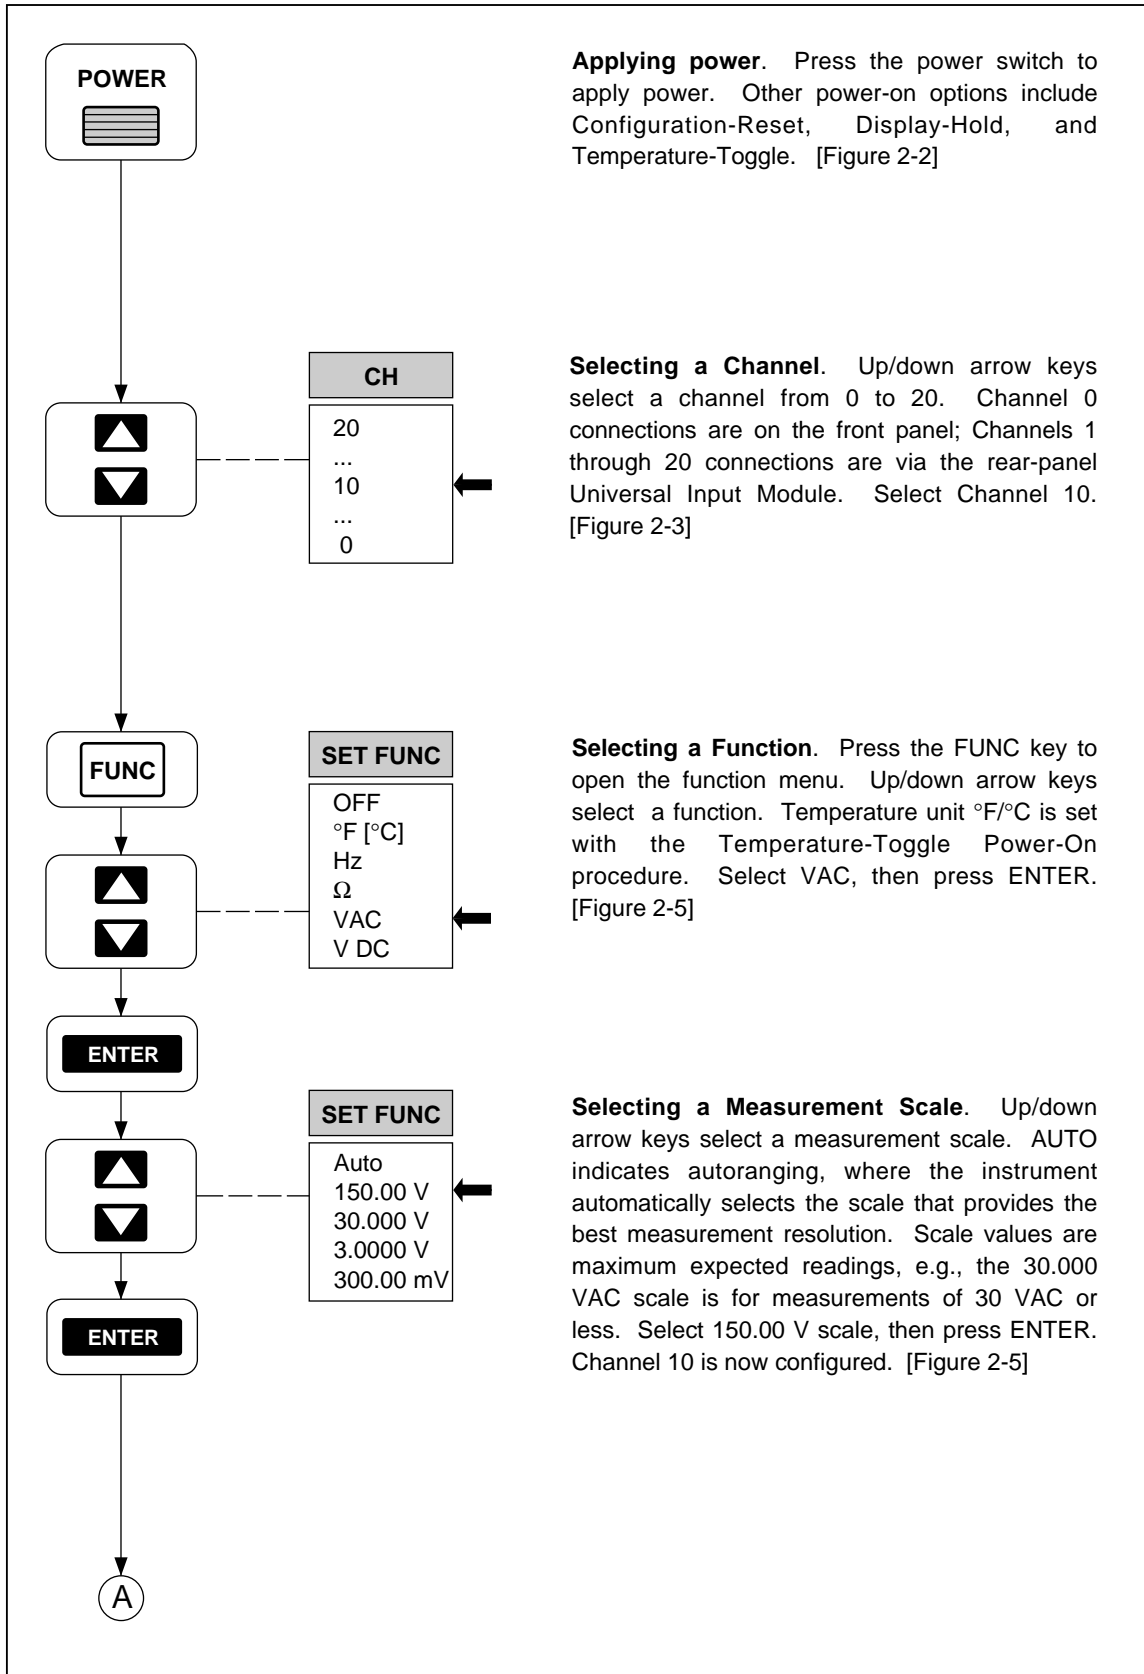 POWER
Applying power. Press the power switch to
apply power. Other power-on options include
Configuration-Reset, Display-Hold, and
Temperature-Toggle. [Figure 2-2]
CH
20
...
10
...
0
Selecting a Channel. Up/down arrow keys
select a channel from 0 to 20. Channel 0
connections are on the front panel; Channels 1
through 20 connections are via the rear-panel
Universal Input Module. Select Channel 10.
[Figure 2-3]
FUNC
SET FUNC
OFF
°F [°C]
Hz
Ω
VAC
V DC
Selecting a Function. Press the FUNC key to
open the function menu. Up/down arrow keys
select a function. Temperature unit °F/°C is set
with the Temperature-Toggle Power-On
procedure. Select VAC, then press ENTER.
[Figure 2-5]
ENTER
SET FUNC
Auto
150.00 V
30.000 V
3.0000 V
300.00 mV
Selecting a Measurement Scale. Up/down
arrow keys select a measurement scale. AUTO
indicates autoranging, where the instrument
automatically selects the scale that provides the
best measurement resolution. Scale values are
maximum expected readings, e.g., the 30.000
VAC scale is for measurements of 30 VAC or
less. Select 150.00 V scale, then press ENTER.
Channel 10 is now configured. [Figure 2-5]
ENTER
A